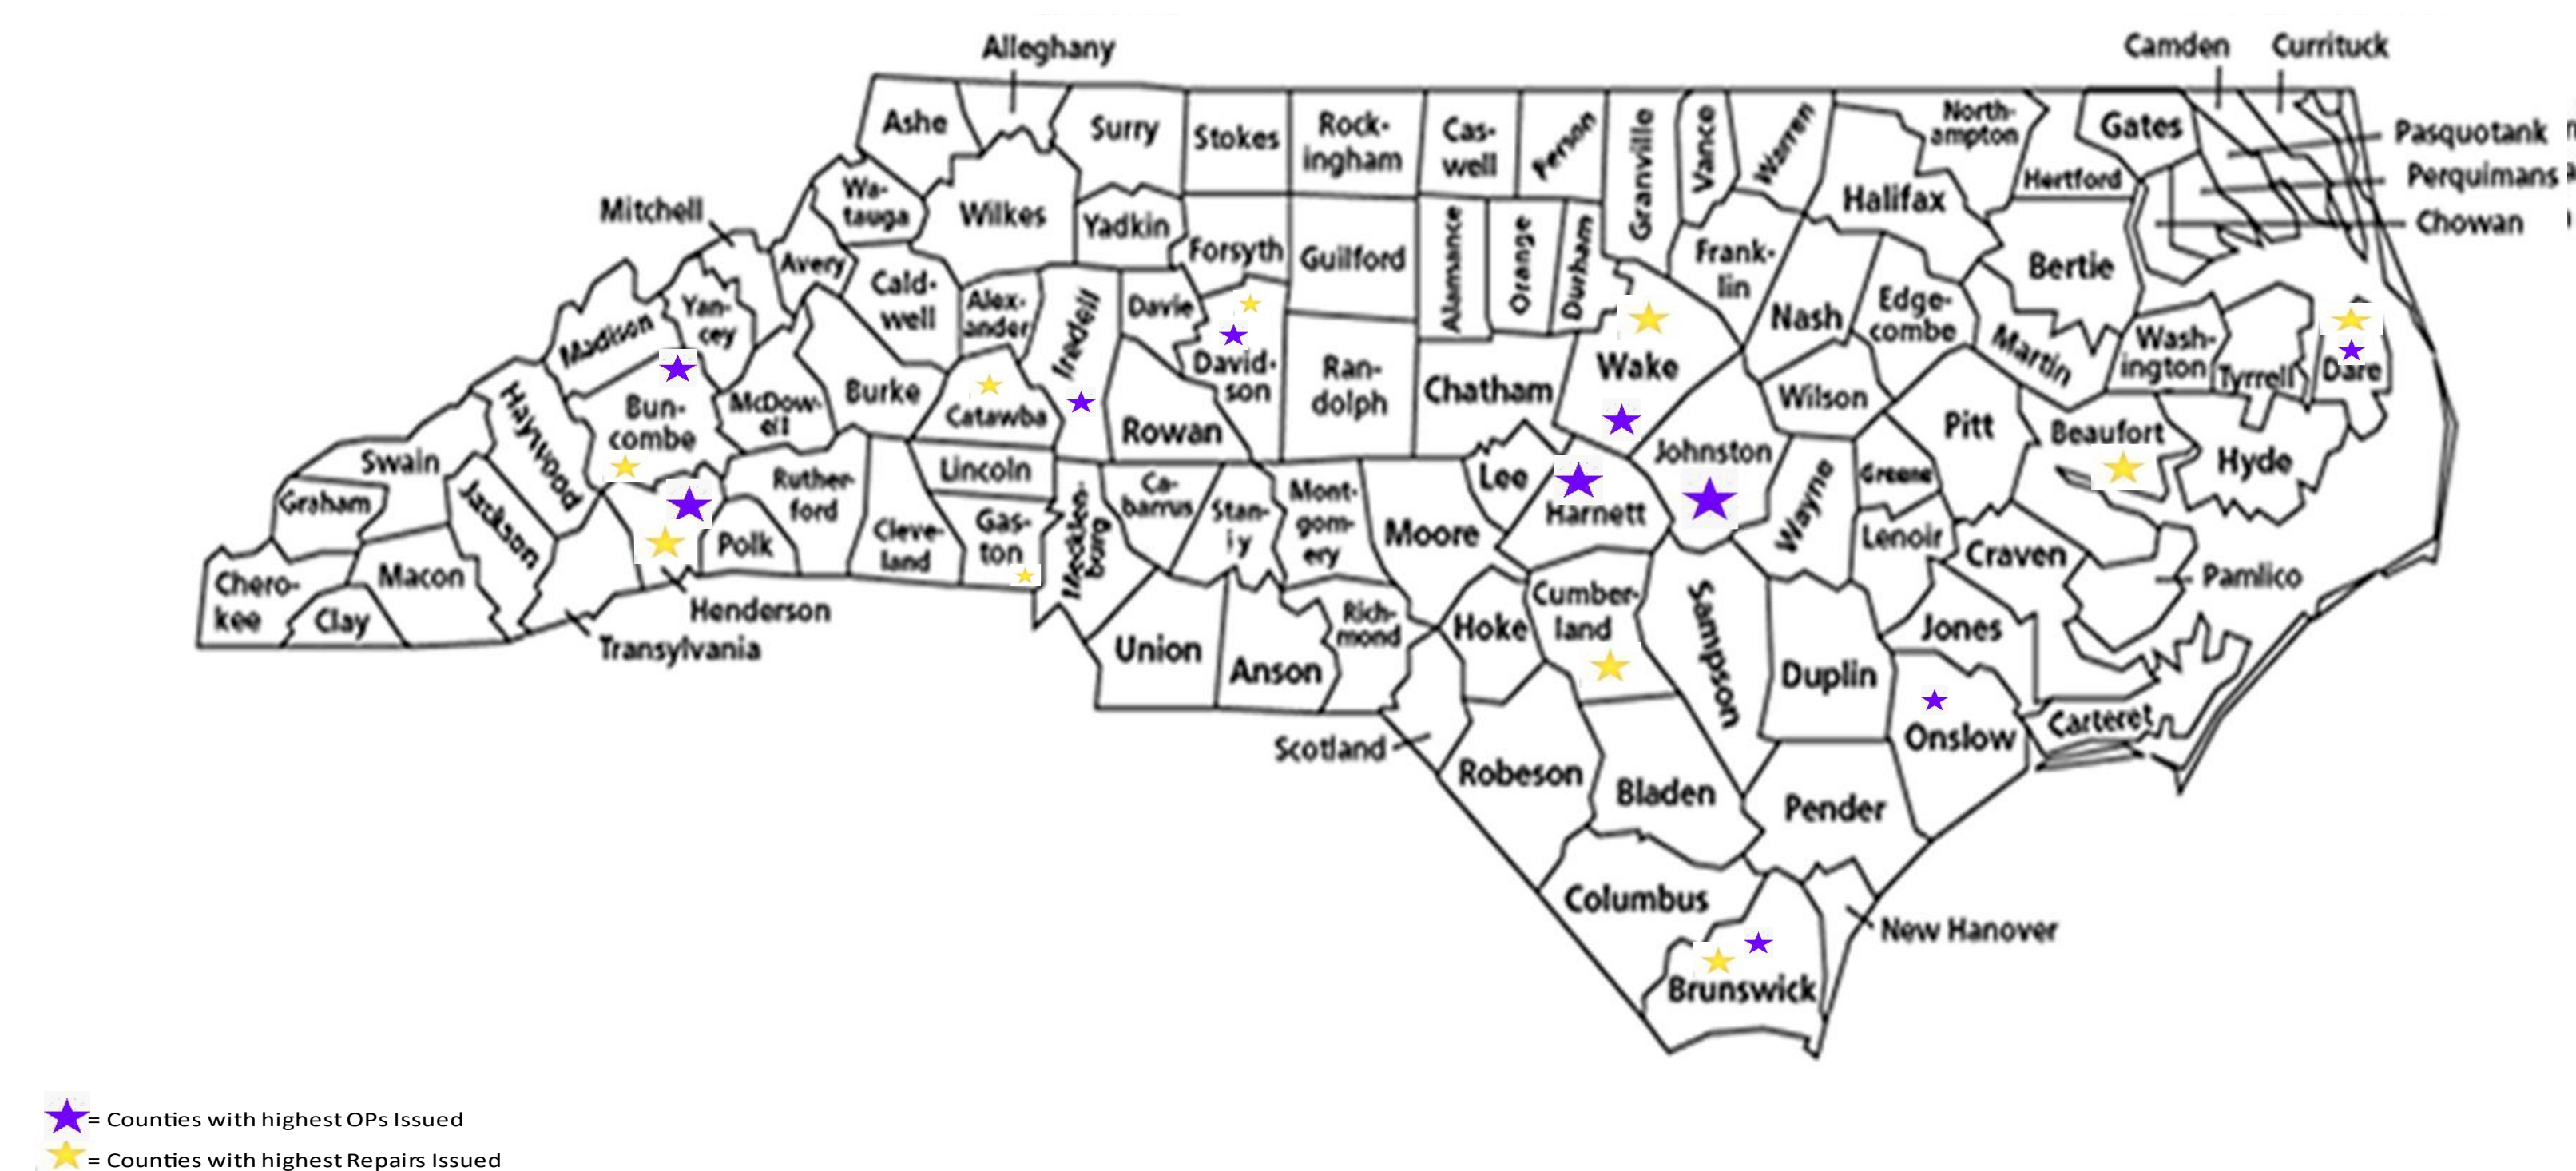 Alleghany
Camden
Currituck
Ashe
Surry
Stokes
Rock-
ingham
Cas-
well
Person
Granville
Vance
Warren
North-
ampton
Gates
Pasquotank
Hertford
Perquimans
Chowan
Wa-
tauga
Wilkes
Yadkin
Forsyth
Guilford
Alamance
Orange
Durham
Frank-
lin
Halifax
Bertie
Mitchell
Avery
Cald-
well
Alex-
ander
Iredell
Davie
David-
son
Ran-
dolph
Chatham
Wake
Nash
Edge-
combe
Martin
Wash-
ington
Tyrrell
Dare
Madison
Yan-
cey
Bun-
combe
McDow-
ell
Burke
Catawba
Rowan
Wilson
Pitt
Beaufort
Hyde
Haywood
Swain
Graham
Jackson
Ruther-
ford
Lincoln
Ca-
barrus
Stan-
ly
Mont-
gom-
ery
Moore
Lee
Harnett
Johnston
Wayne
Greene
Lenoir
Craven
Pamlico
Chero-
kee
Clay
Macon
Polk
Cleve-
land
Gas-
ton
Mecklen-
burg
Henderson
Transylvania
Union
Anson
Rich-
mond
Hoke
Cumber-
land
Sampson
Duplin
Jones
Onslow
Carteret
Scotland
Robeson
Bladen
Pender
Columbus
Brunswick
New Hanover
= Counties with highest OPs Issued
= Counties with highest Repairs Issued